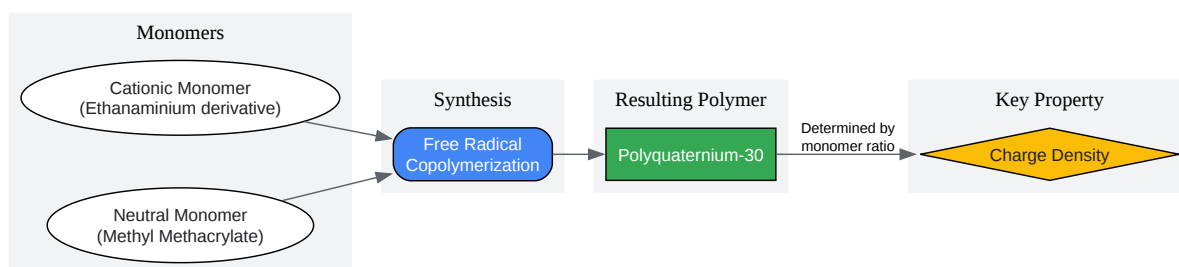 Monomers
Cationic Monomer
(Ethanaminium derivative)
Neutral Monomer
(Methyl Methacrylate)
Synthesis
Free Radical
Copolymerization
Resulting Polymer
Polyquaternium-30
Determined by
monomer ratio
Key Property
Charge Density